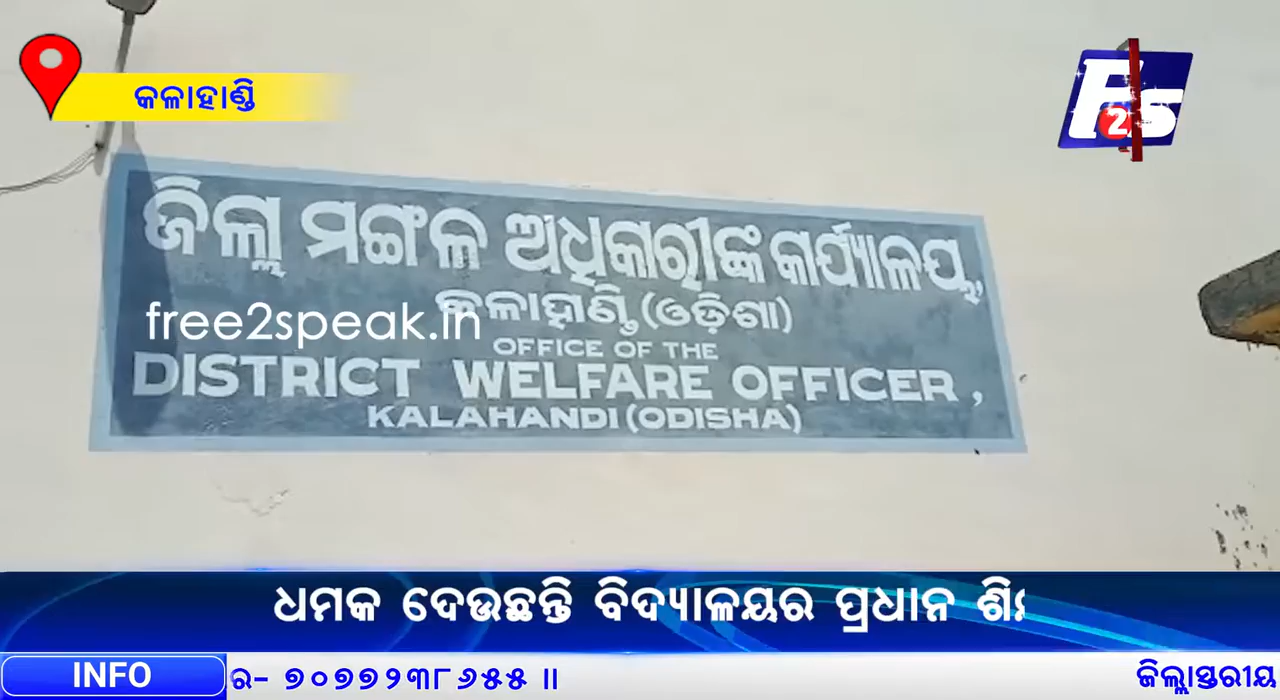 କଳାହାଣ୍ଡି
F2S
ଜିଲ୍ଲା ମଙ୍ଗଳ ଅଧିକାରୀଙ୍କ କାର୍ଯ୍ୟାଳୟ,
କଳାହାଣ୍ଡି (ଓଡ଼ିଶା)
free2speak.in
OFFICE OF THE
DISTRICT WELFARE OFFICER,
KALAHANDI (ODISHA)
ଧମକ ଦେଉଛନ୍ତି ବିଦ୍ୟାଳୟର ପ୍ରଧାନ
INFO ର- ୭୦୭୭୨୩୮୬୫୫ ॥ ଜିଲ୍ଲାସ୍ତରୀୟ